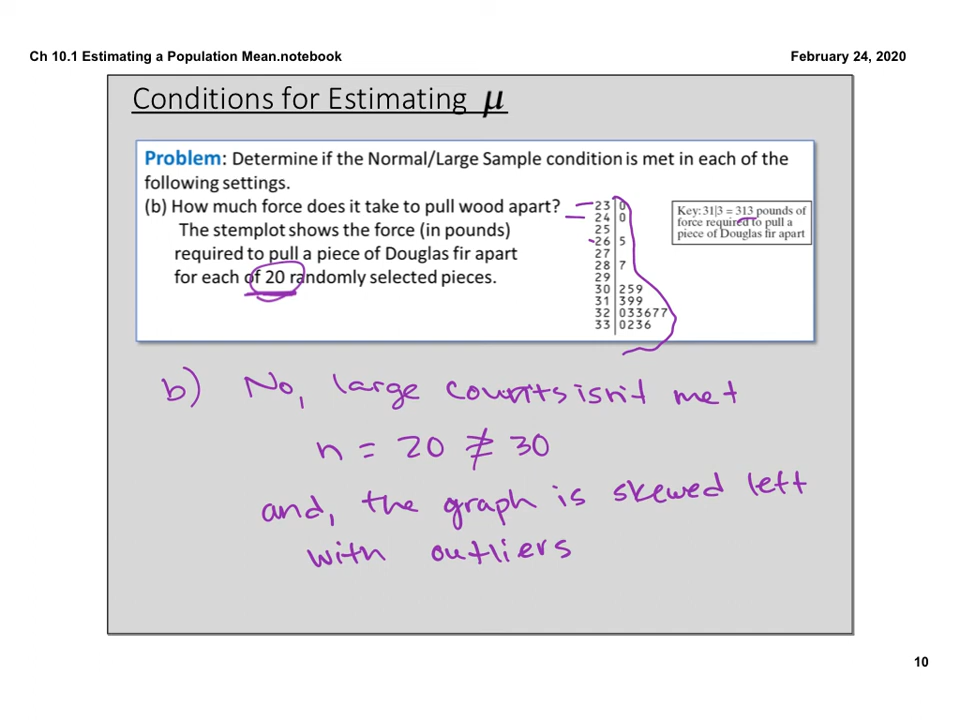 Ch 10.1 Estimating a Population Mean.notebook
February 24, 2020
Conditions for Estimating μ
Problem: Determine if the Normal/Large Sample condition is met in each of the
following settings.
(b) How much force does it take to pull wood apart?
The stemplot shows the force (in pounds)
required to pull a piece of Douglas fir apart
for each of 20 randomly selected pieces.
23|0
24|0
25|
26|5
27|
28|7
29|
30|259
31|399
32|033677
33|0236
Key: 31|3 = 313 pounds of
force required to pull a
piece of Douglas fir apart
b) No, large counts isn't met
n = 20 ≱ 30
and, the graph is skewed left
with outliers
10